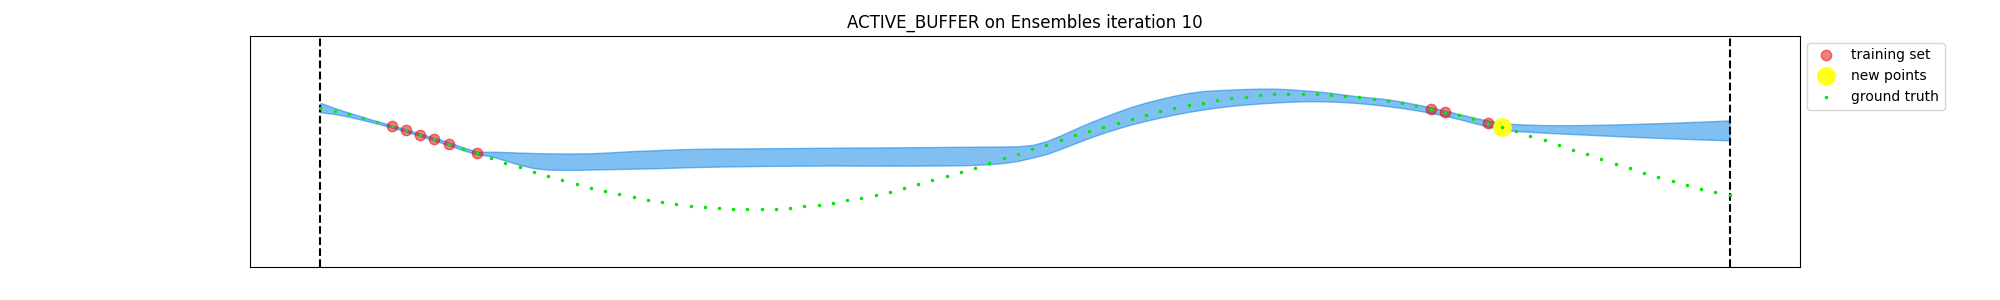 ACTIVE_BUFFER on Ensembles iteration 10
training set
new points
ground truth